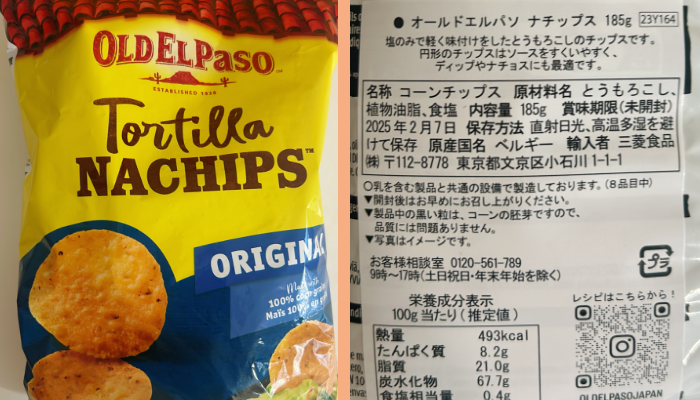 OLD EL PASO
ESTABLISHED 1938
Tortilla
NACHIPS™
ORIGINAL
Made with
100% corn
Maïs 100%
● オールドエルパソ ナチップス 185g 23Y164
塩のみで軽く味付けをしたとうもろこしのチップスです。
円形のチップスはソースをすくいやすく、
ディップやナチョスにも最適です。
名称 コーンチップス 原材料名 とうもろこし、
植物油脂、食塩 内容量 185g 賞味期限(未開封)
2025年2月7日 保存方法 直射日光、高温多湿を避
けて保存 原産国名 ベルギー 輸入者 三菱食品
㈱ 〒112-8778 東京都文京区小石川1-1-1
○乳を含む製品と共通の設備で製造しております。(8品目中)
▼開封後はお早めにお召し上がりください。
▼製品中の黒い粒は、コーンの胚芽ですので、
品質には問題ありません。
▼写真はイメージです。
お客様相談室 0120-561-789
9時~17時(土日祝日・年末年始を除く)
プラ
栄養成分表示
100g当たり(推定値)
熱量 493kcal
たんぱく質 8.2g
脂質 21.0g
炭水化物 67.7g
食塩相当量 0.4g
レシピはこちらから!
OLDELPASOJAPAN